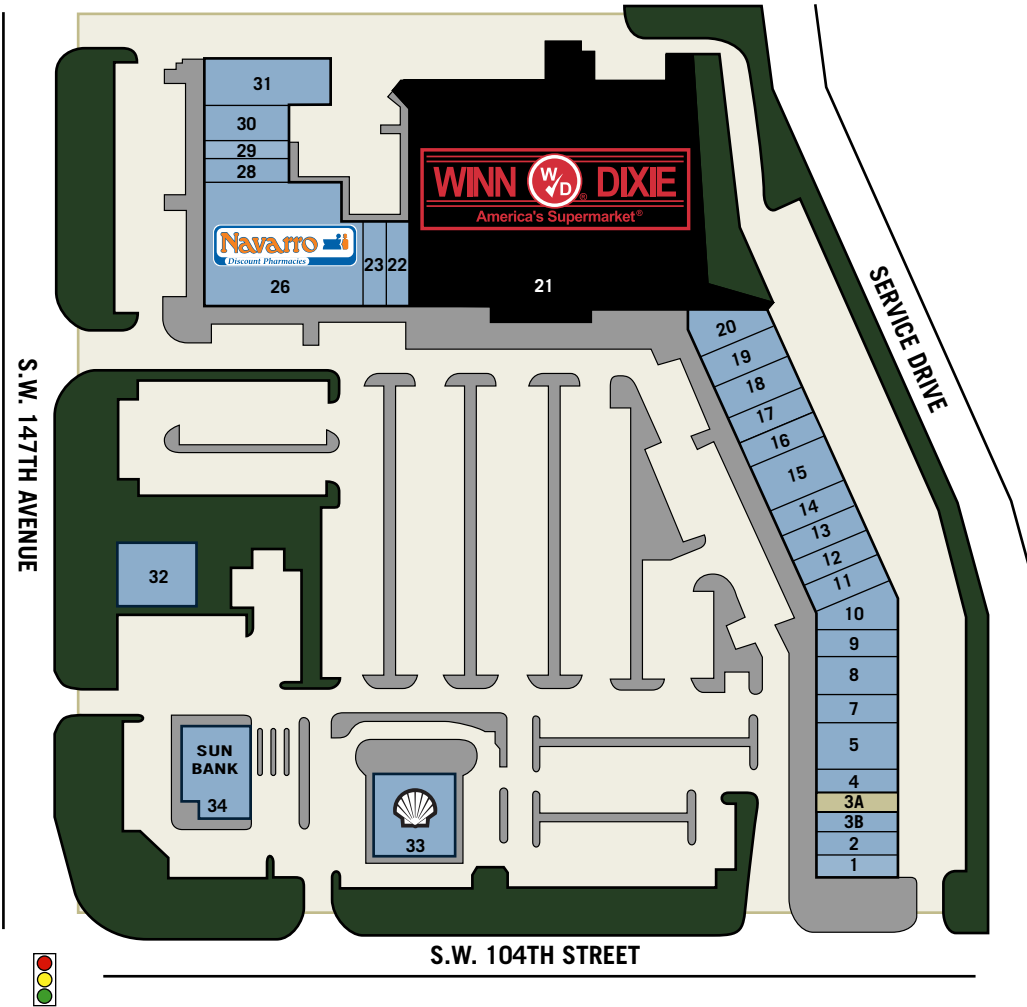 31
30
29
28
WINN W D ® DIXIE
America's Supermarket®
Navarro
Discount Pharmacies
26
23
22
21
SERVICE DRIVE
20
19
18
17
16
15
14
13
12
11
10
9
8
7
5
4
3A
3B
2
1
S.W. 147TH AVENUE
32
SUN
BANK
34
33
S.W. 104TH STREET